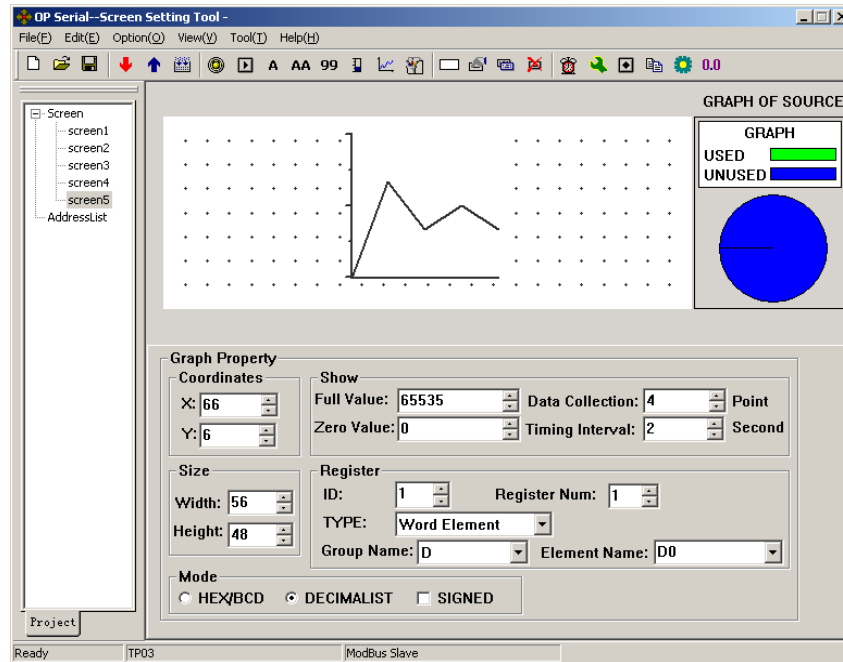 OP Serial--Screen Setting Tool -
File(F) Edit(E) Option(O) View(V) Tool(T) Help(H)
A AA 99 0.0
Screen
screen1
screen2
screen3
screen4
screen5
AddressList
Project
GRAPH OF SOURCE
GRAPH
USED
UNUSED
Graph Property
Coordinates
X: 66
Y: 6
Show
Full Value: 65535 Data Collection: 4 Point
Zero Value: 0 Timing Interval: 2 Second
Size
Width: 56
Height: 48
Register
ID: 1 Register Num: 1
TYPE: Word Element
Group Name: D Element Name: D0
Mode
HEX/BCD DECIMALIST SIGNED
Ready TP03 ModBus Slave